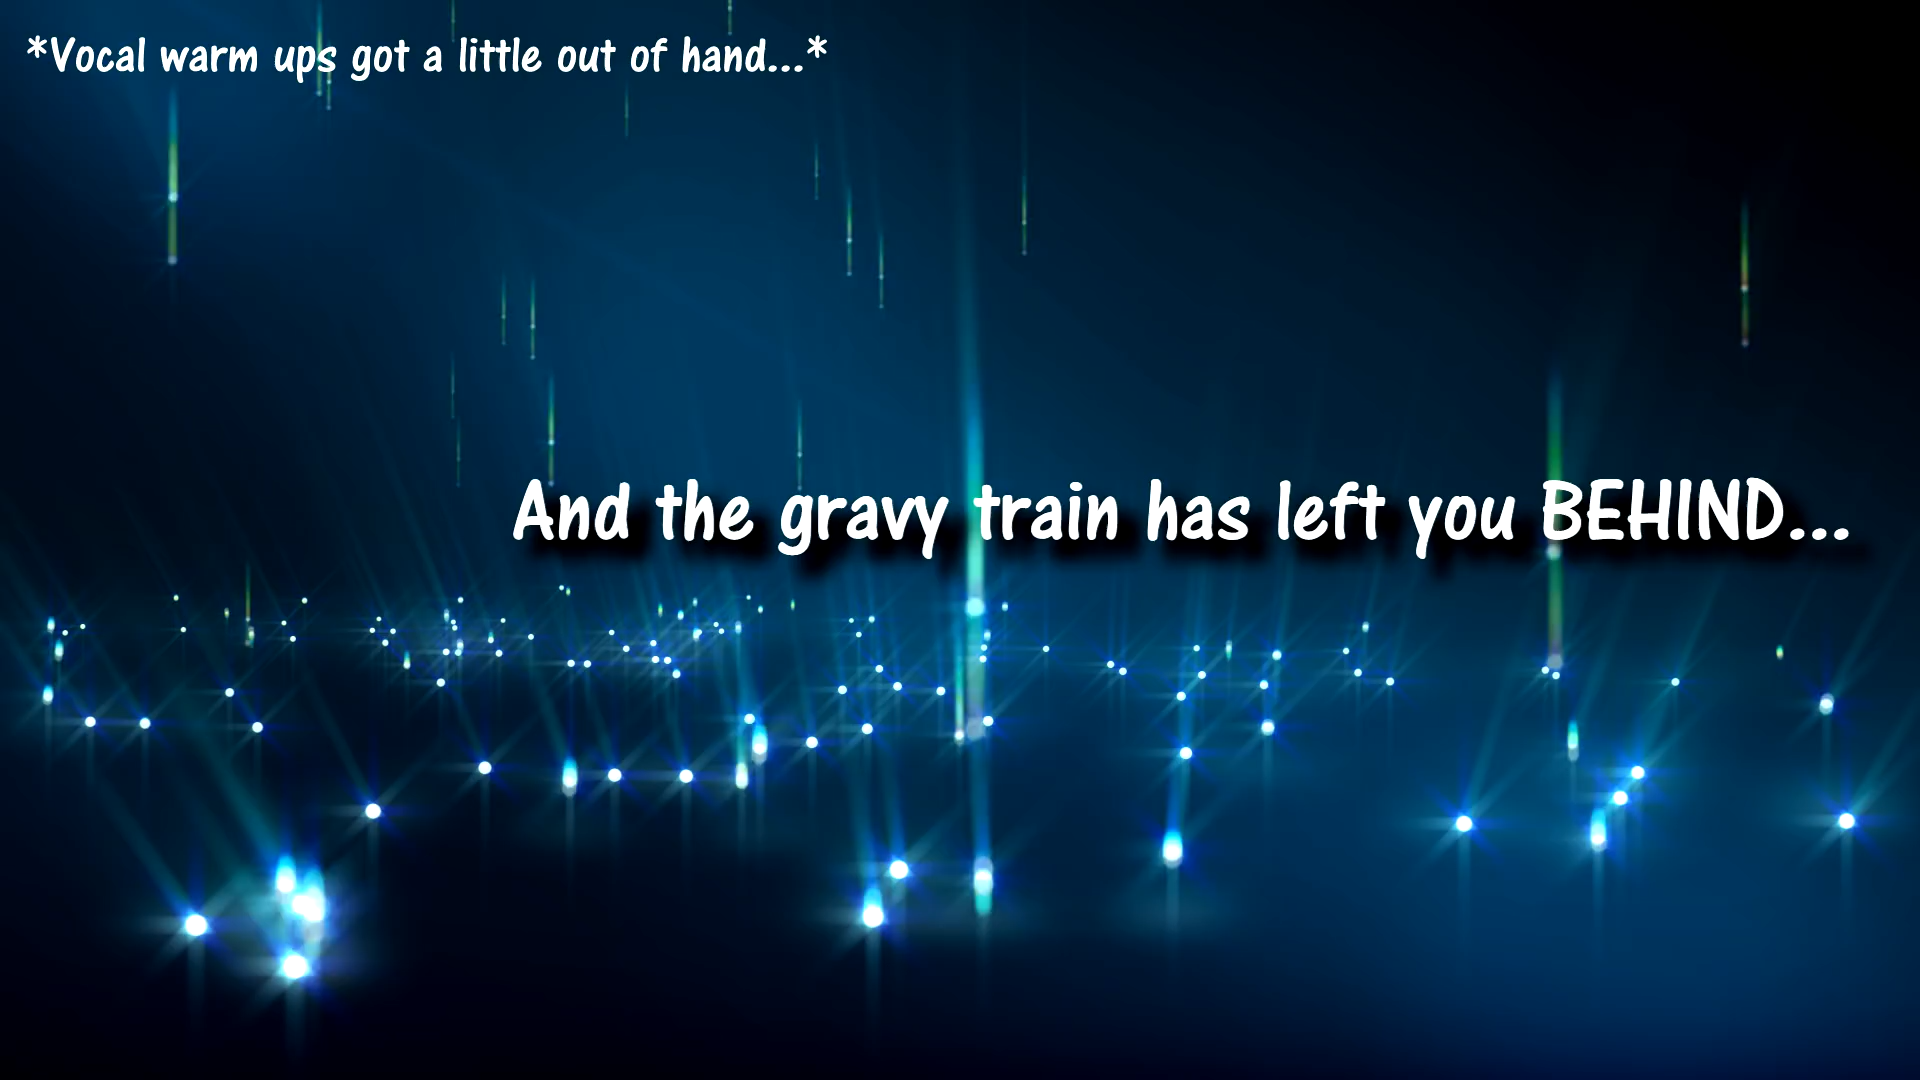 *Vocal warm ups got a little out of hand...*
And the gravy train has left you BEHIND...